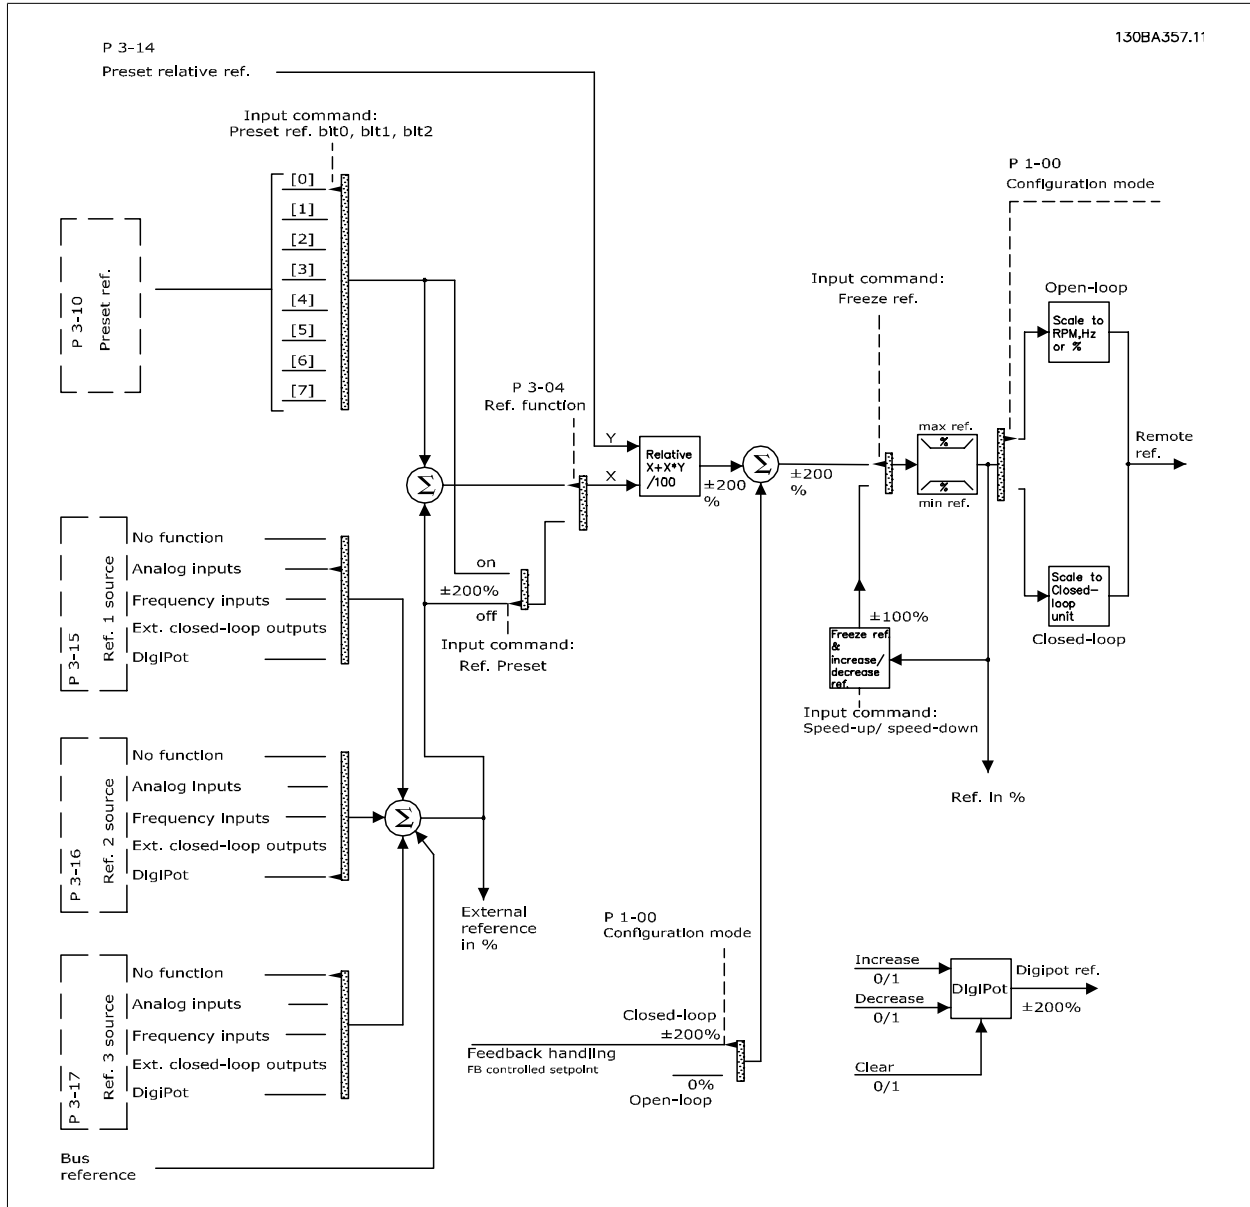 130BA357.11
P 3-14
Preset relative ref.
Input command:
Preset ref. bit0, bit1, bit2
[0]
[1]
[2]
[3]
[4]
[5]
[6]
[7]
P 3-10
Preset ref.
P 1-00
Configuration mode
Input command:
Freeze ref.
Open-loop
Scale to
RPM,Hz
or %
P 3-04
Ref. function
Y
X
Relative
X+X*Y
/100
±200
%
Σ
±200
%
max ref.
%
%
min ref.
Remote
ref.
Σ
on
±200%
off
Input command:
Ref. Preset
P 3-15
Ref. 1 source
No function
Analog inputs
Frequency inputs
Ext. closed-loop outputs
DigiPot
±100%
Freeze ref.
&
increase/
decrease
ref.
Input command:
Speed-up/ speed-down
Scale to
Closed-
loop
unit
Closed-loop
Ref. in %
P 3-16
Ref. 2 source
No function
Analog inputs
Frequency inputs
Ext. closed-loop outputs
DigiPot
Σ
External
reference
in %
P 1-00
Configuration mode
Closed-loop
±200%
Feedback handling
FB controlled setpoint
0%
Open-loop
P 3-17
Ref. 3 source
No function
Analog inputs
Frequency inputs
Ext. closed-loop outputs
DigiPot
Bus
reference
Increase
0/1
Decrease
0/1
Clear
0/1
DigiPot
Digipot ref.
±200%